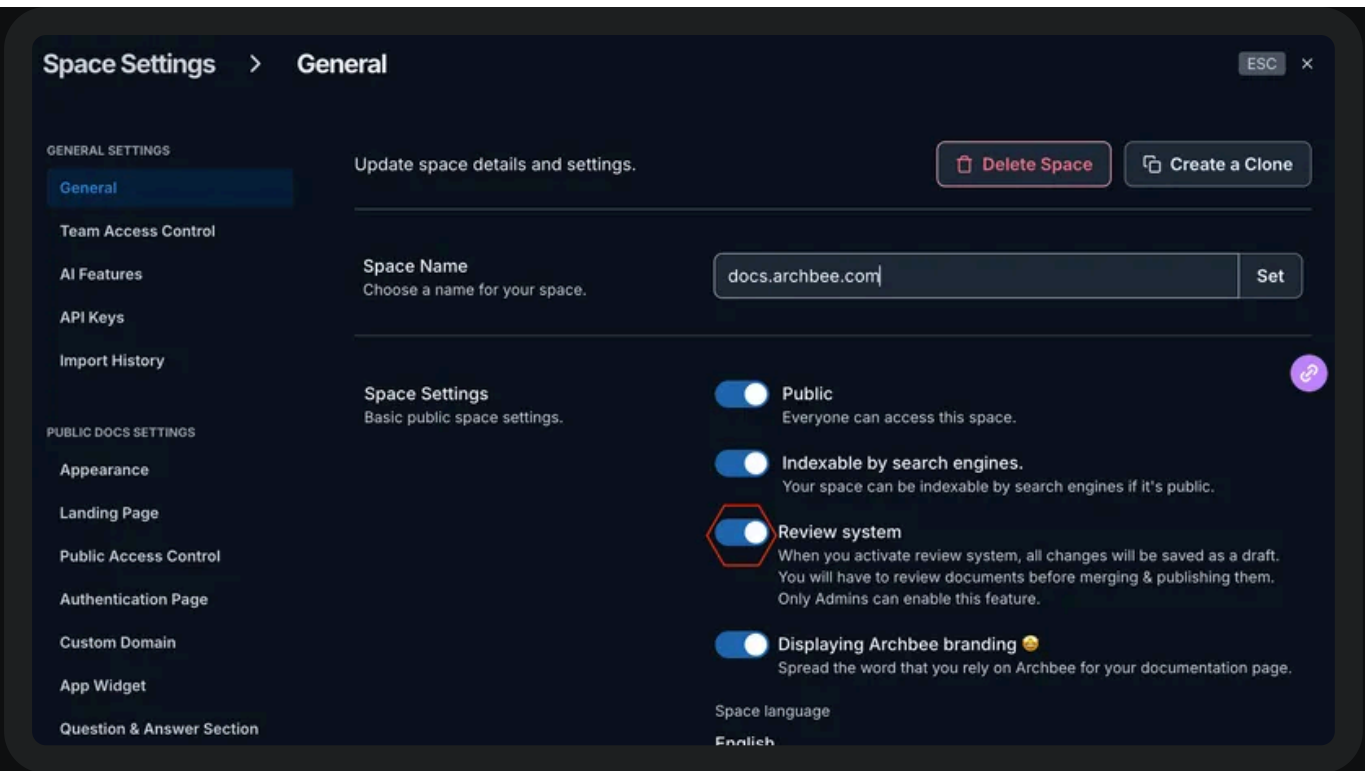 Space Settings > General
ESC ×
GENERAL SETTINGS
General
Team Access Control
AI Features
API Keys
Import History
PUBLIC DOCS SETTINGS
Appearance
Landing Page
Public Access Control
Authentication Page
Custom Domain
App Widget
Question & Answer Section
Update space details and settings.
Delete Space
Create a Clone
Space Name
Choose a name for your space.
docs.archbee.com
Set
Space Settings
Basic public space settings.
Public
Everyone can access this space.
Indexable by search engines.
Your space can be indexable by search engines if it's public.
Review system
When you activate review system, all changes will be saved as a draft.
You will have to review documents before merging & publishing them.
Only Admins can enable this feature.
Displaying Archbee branding 🤩
Spread the word that you rely on Archbee for your documentation page.
Space language
English